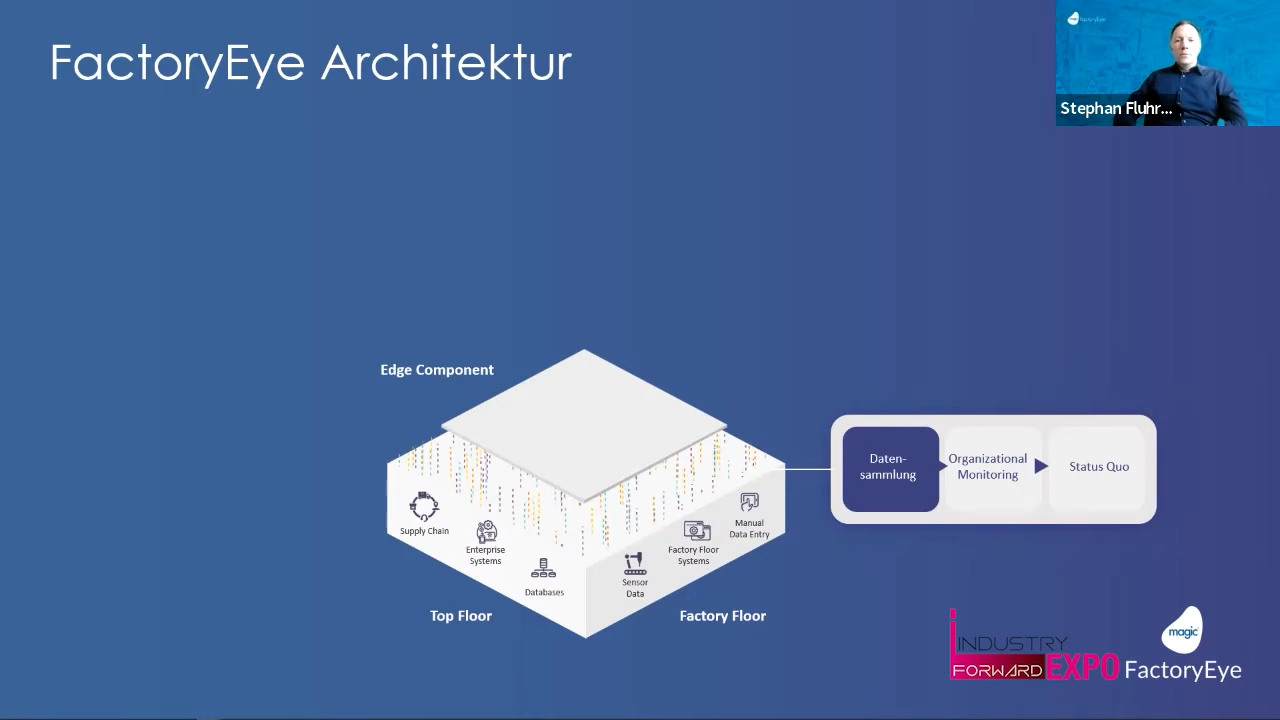 FactoryEye Architektur
Stephan Fluhr...
Edge Component
Daten-
sammlung
Organizational
Monitoring
Status Quo
Supply Chain
Enterprise
Systems
Databases
Sensor
Data
Factory Floor
Systems
Manual
Data Entry
Top Floor
Factory Floor
INDUSTRY
FORWARD EXPO
magic
FactoryEye